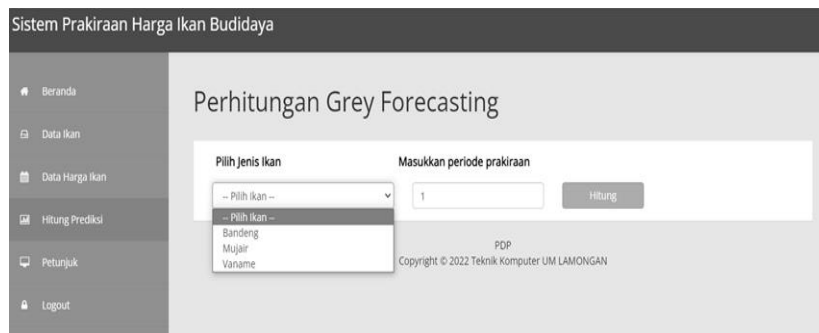 Sistem Prakiraan Harga Ikan Budidaya
Beranda
Data Ikan
Data Harga Ikan
Hitung Prediksi
Petunjuk
Logout
Perhitungan Grey Forecasting
Pilih Jenis Ikan
Masukkan periode prakiraan
-- Pilih Ikan --
1
Hitung
-- Pilih Ikan --
Bandeng
Mujair
Vaname
PDP
Copyright © 2022 Teknik Komputer UM LAMONGAN